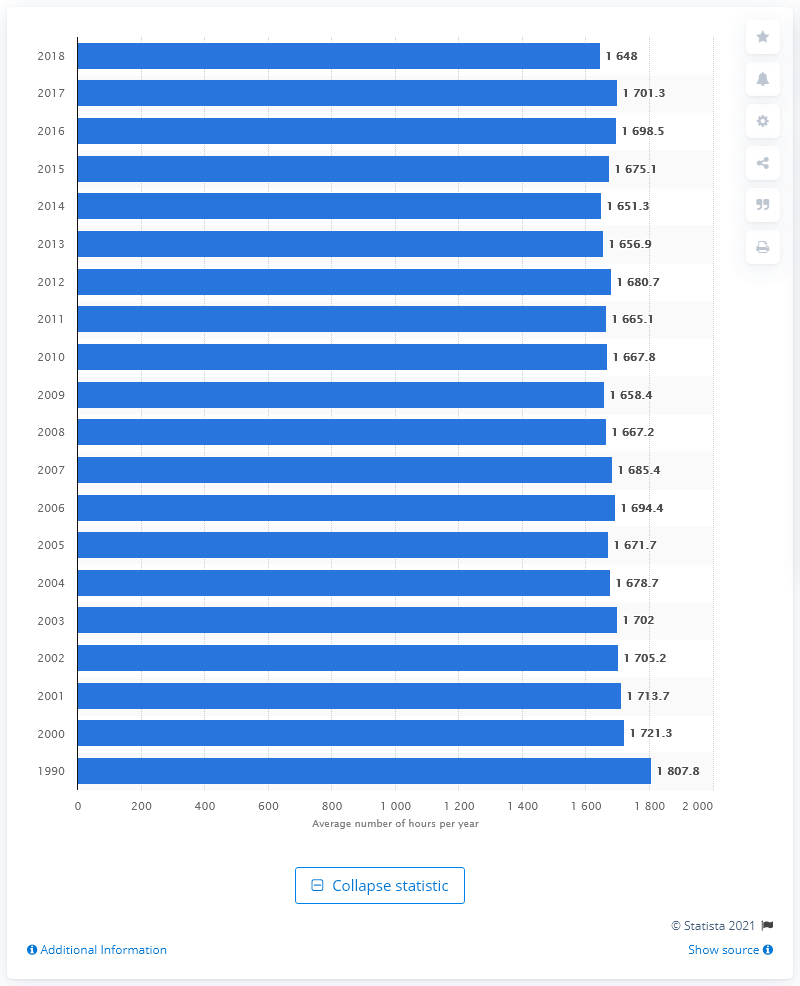 2018 1 648
2017 1 701.3
2016 1 698.5
2015 1 675.1
2014 1 651.3
2013 1 656.9
2012 1 680.7
2011 1 665.1
2010 1 667.8
2009 1 658.4
2008 1 667.2
2007 1 685.4
2006 1 694.4
2005 1 671.7
2004 1 678.7
2003 1 702
2002 1 705.2
2001 1 713.7
2000 1 721.3
1990 1 807.8
0 200 400 600 800 1 000 1 200 1 400 1 600 1 800 2 000
Average number of hours per year
Collapse statistic
© Statista 2021
Additional Information Show source